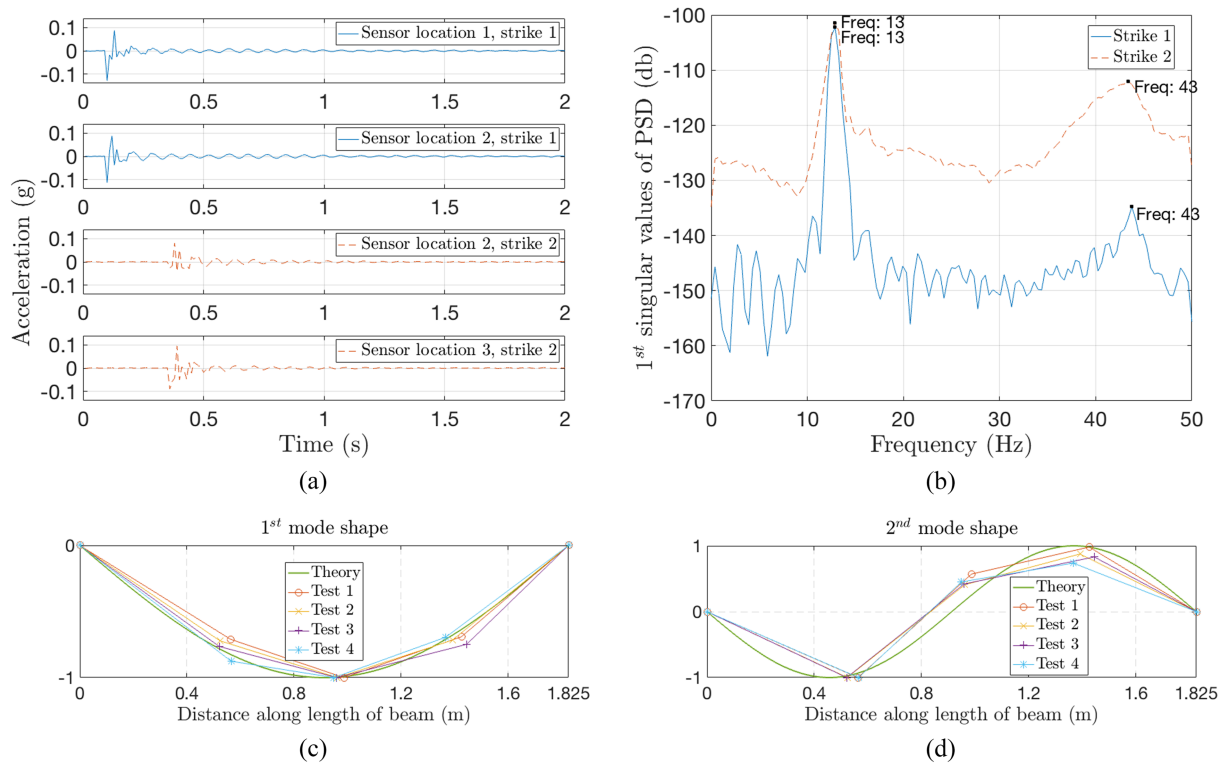 Acceleration (g)
0.1
0
-0.1
Sensor location 1, strike 1
0 0.5 1 1.5 2
0.1
0
-0.1
Sensor location 2, strike 1
0 0.5 1 1.5 2
0.1
0
-0.1
Sensor location 2, strike 2
0 0.5 1 1.5 2
0.1
0
-0.1
Sensor location 3, strike 2
0 0.5 1 1.5 2
Time (s)
(a)
1st singular values of PSD (db)
-100
-110
-120
-130
-140
-150
-160
-170
Freq: 13
Freq: 13
Strike 1
Strike 2
Freq: 43
Freq: 43
0 10 20 30 40 50
Frequency (Hz)
(b)
1st mode shape
0
-1
Theory
Test 1
Test 2
Test 3
Test 4
0 0.4 0.8 1.2 1.6 1.825
Distance along length of beam (m)
(c)
2nd mode shape
1
0
-1
Theory
Test 1
Test 2
Test 3
Test 4
0 0.4 0.8 1.2 1.6 1.825
Distance along length of beam (m)
(d)